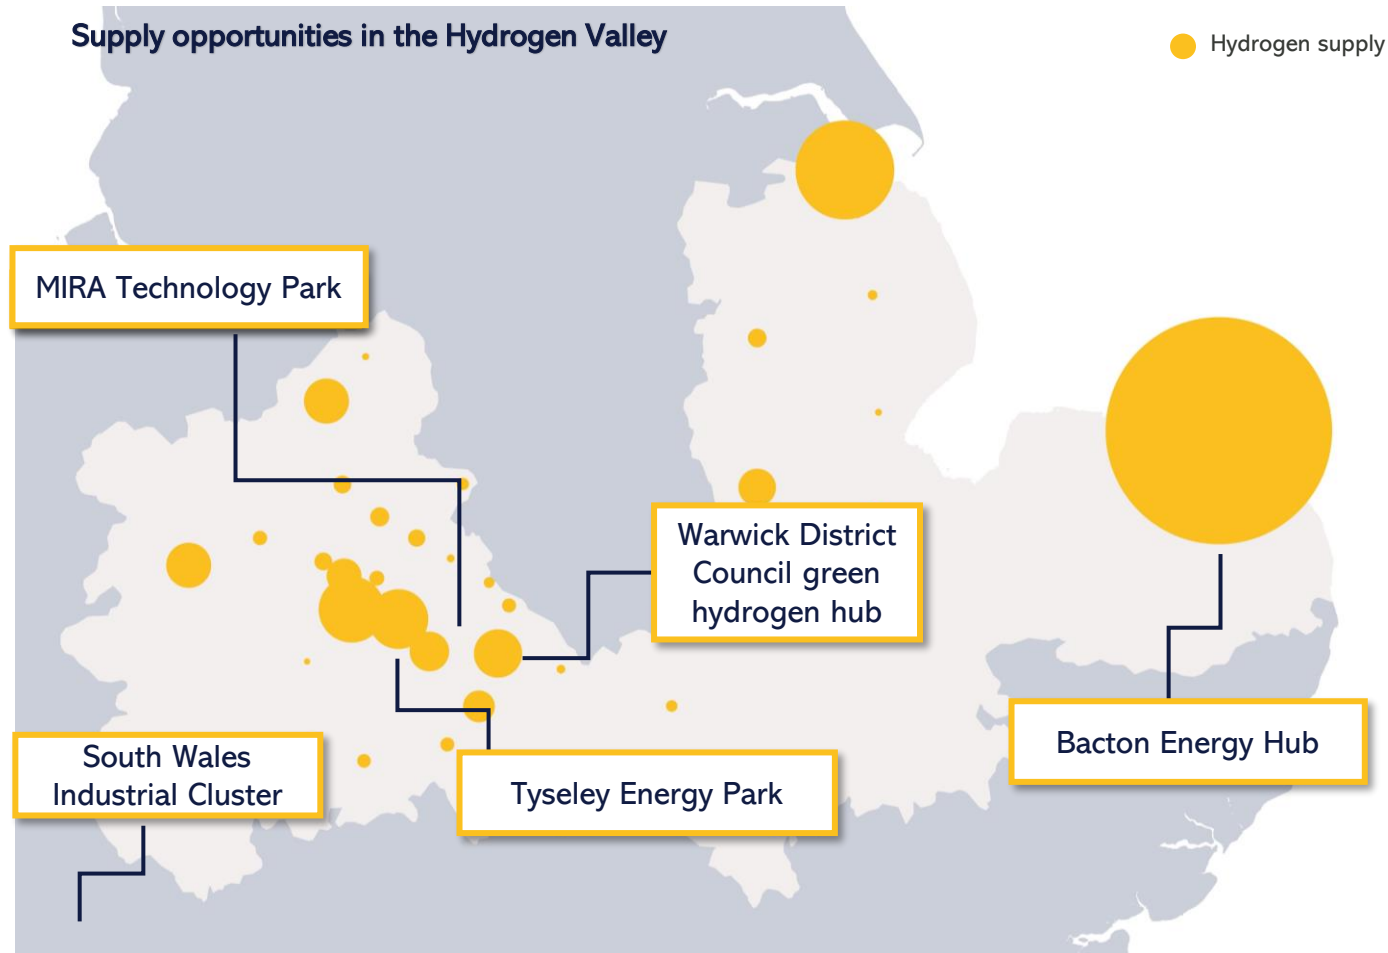 Supply opportunities in the Hydrogen Valley
Hydrogen supply
MIRA Technology Park
Warwick District
Council green
hydrogen hub
South Wales
Industrial Cluster
Tyseley Energy Park
Bacton Energy Hub